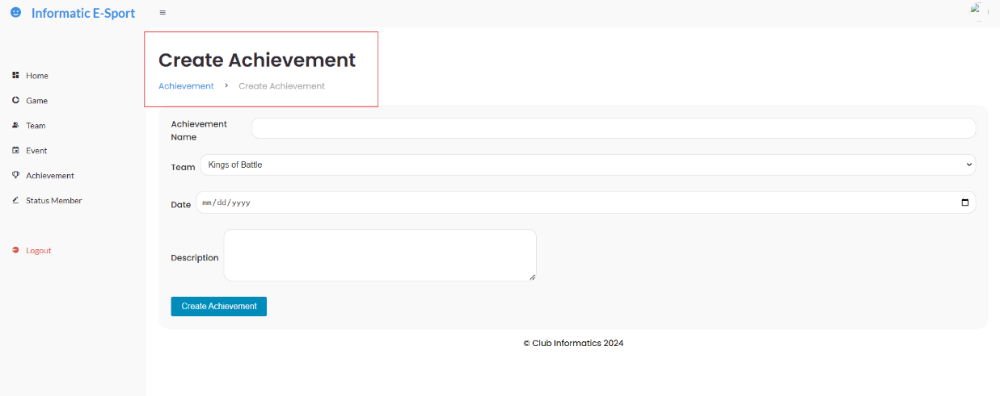 Informatic E-Sport
Home
Game
Team
Event
Achievement
Status Member
Logout
Create Achievement
Achievement > Create Achievement
Achievement
Name
Team Kings of Battle
Date mm/dd/yyyy
Description
Create Achievement
© Club Informatics 2024